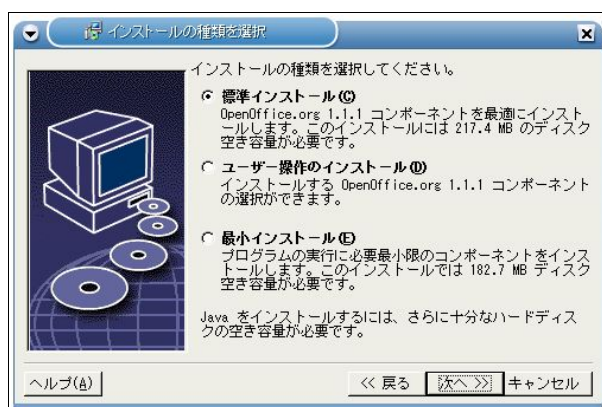 インストールの種類を選択
インストールの種類を選択してください。
標準インストール(C)
OpenOffice.org 1.1.1 コンポーネントを最適にインスト
ールします。このインストールには 217.4 MB のディスク
空き容量が必要です。
ユーザー操作のインストール(D)
インストールする OpenOffice.org 1.1.1 コンポーネント
の選択ができます。
最小インストール(E)
プログラムの実行に必要最小限のコンポーネントをインス
トールします。このインストールでは 182.7 MB ディスク
空き容量が必要です。
Java をインストールするには、さらに十分なハードディス
クの空き容量が必要です。
ヘルプ(A)
<< 戻る
次へ >>
キャンセル